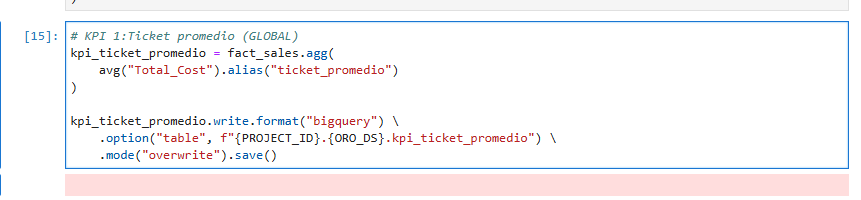 [15]: # KPI 1:Ticket promedio (GLOBAL)
kpi_ticket_promedio = fact_sales.agg(
    avg("Total_Cost").alias("ticket_promedio")
)

kpi_ticket_promedio.write.format("bigquery") \
    .option("table", f"{PROJECT_ID}.{ORO_DS}.kpi_ticket_promedio") \
    .mode("overwrite").save()